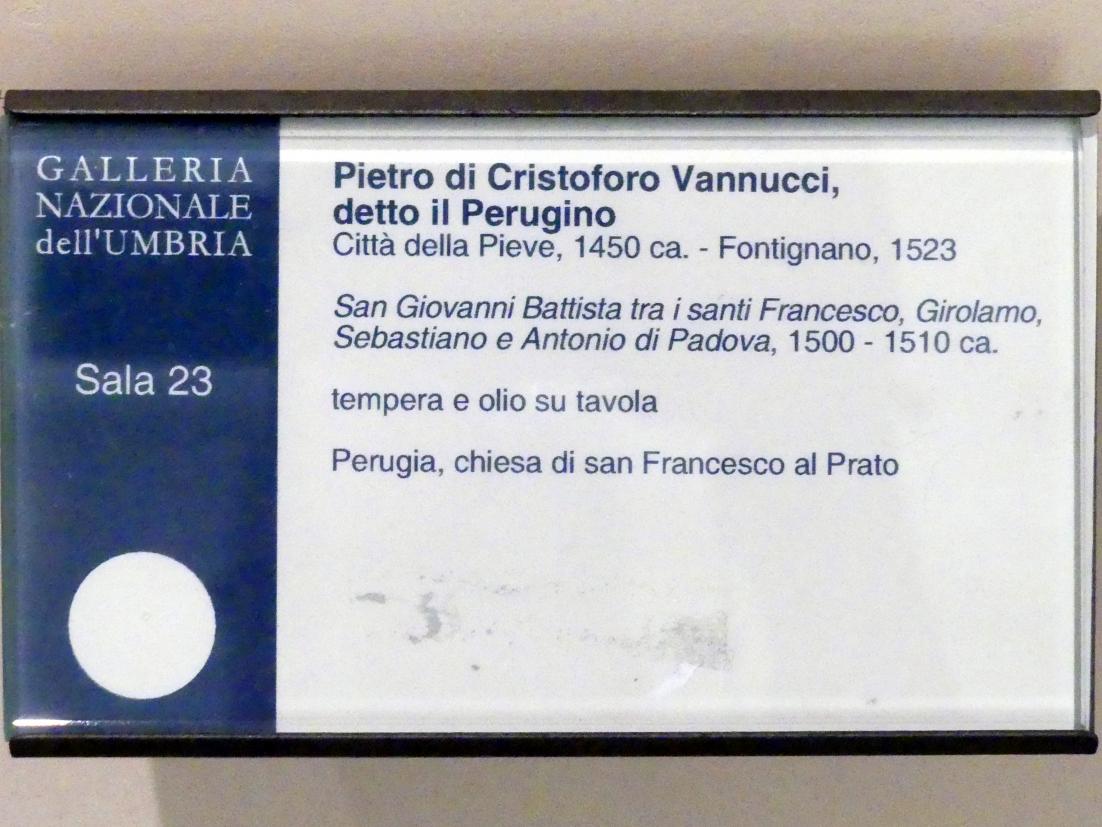 GALLERIA
NAZIONALE
dell'UMBRIA
Sala 23
Pietro di Cristoforo Vannucci,
detto il Perugino
Città della Pieve, 1450 ca. - Fontignano, 1523
San Giovanni Battista tra i santi Francesco, Girolamo,
Sebastiano e Antonio di Padova, 1500 - 1510 ca.
tempera e olio su tavola
Perugia, chiesa di san Francesco al Prato